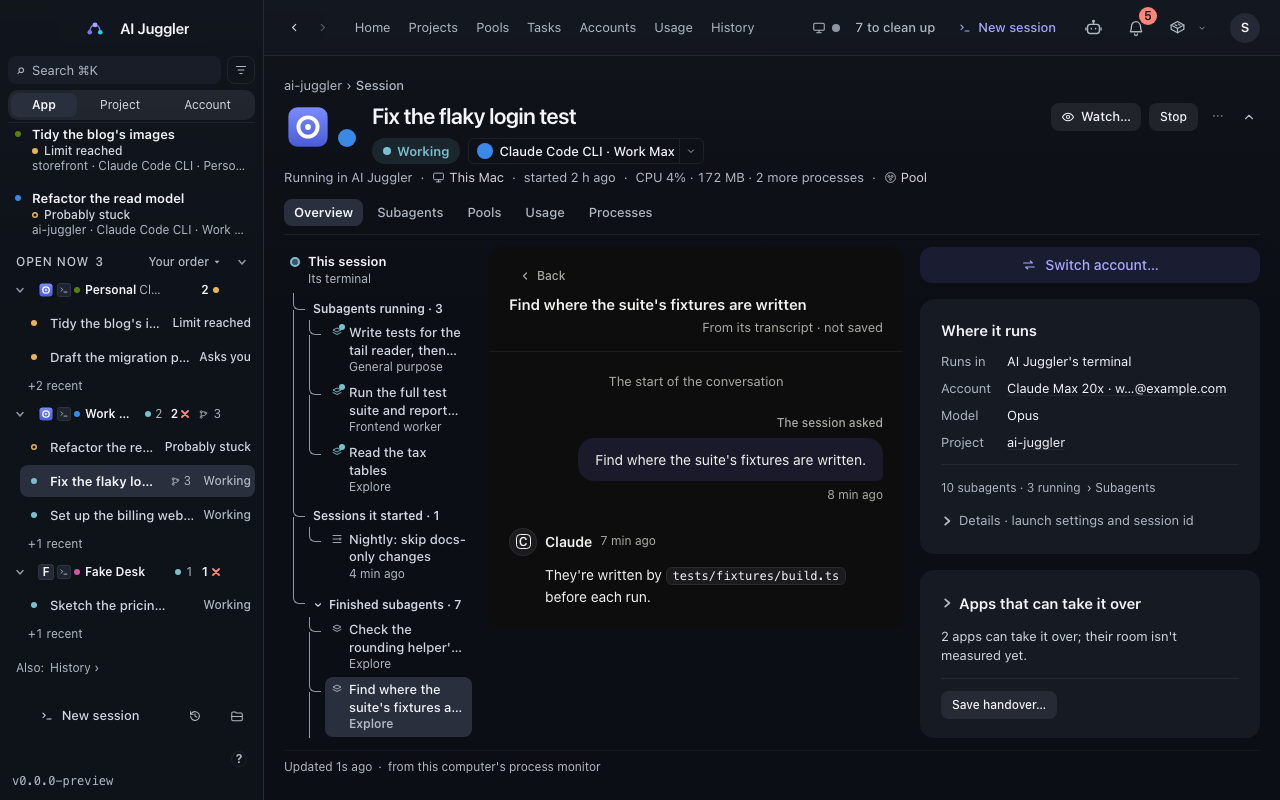 AI Juggler
Search ⌘K
App Project Account
Tidy the blog's images
Limit reached
storefront · Claude Code CLI · Perso...
Refactor the read model
Probably stuck
ai-juggler · Claude Code CLI · Work ...
OPEN NOW 3 Your order
Personal Cl... 2
Tidy the blog's i... Limit reached
Draft the migration p... Asks you
+2 recent
Work ... 2 2 3
Refactor the re... Probably stuck
Fix the flaky lo... 3 Working
Set up the billing web... Working
+1 recent
F Fake Desk 1 1
Sketch the pricin... Working
+1 recent
Also: History ›
New session
?
v0.0.0-preview
Home Projects Pools Tasks Accounts Usage History
7 to clean up
New session
5
S
ai-juggler › Session
Fix the flaky login test
Watch... Stop ...
Working
Claude Code CLI · Work Max
Running in AI Juggler · This Mac · started 2 h ago · CPU 4% · 172 MB · 2 more processes · Pool
Overview Subagents Pools Usage Processes
This session
Its terminal
Subagents running · 3
Write tests for the
tail reader, then...
General purpose
Run the full test
suite and report...
Frontend worker
Read the tax
tables
Explore
Sessions it started · 1
Nightly: skip docs-
only changes
4 min ago
Finished subagents · 7
Check the
rounding helper'...
Explore
Find where the
suite's fixtures a...
Explore
Back
Find where the suite's fixtures are written
From its transcript · not saved
The start of the conversation
The session asked
Find where the suite's fixtures are written.
8 min ago
C Claude 7 min ago
They're written by tests/fixtures/build.ts
before each run.
Switch account...
Where it runs
Runs in AI Juggler's terminal
Account Claude Max 20x · w...@example.com
Model Opus
Project ai-juggler
10 subagents · 3 running › Subagents
Details · launch settings and session id
Apps that can take it over
2 apps can take it over; their room isn't
measured yet.
Save handover...
Updated 1s ago · from this computer's process monitor